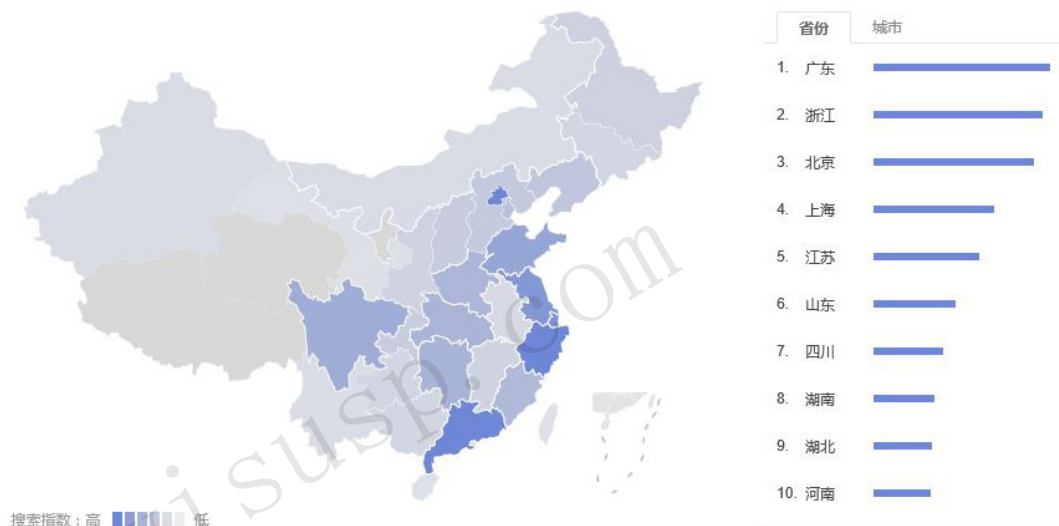 省份 城市
1. 广东
2. 浙江
3. 北京
4. 上海
5. 江苏
6. 山东
7. 四川
8. 湖南
9. 湖北
10. 河南
搜索指数：高 低
isusp.com